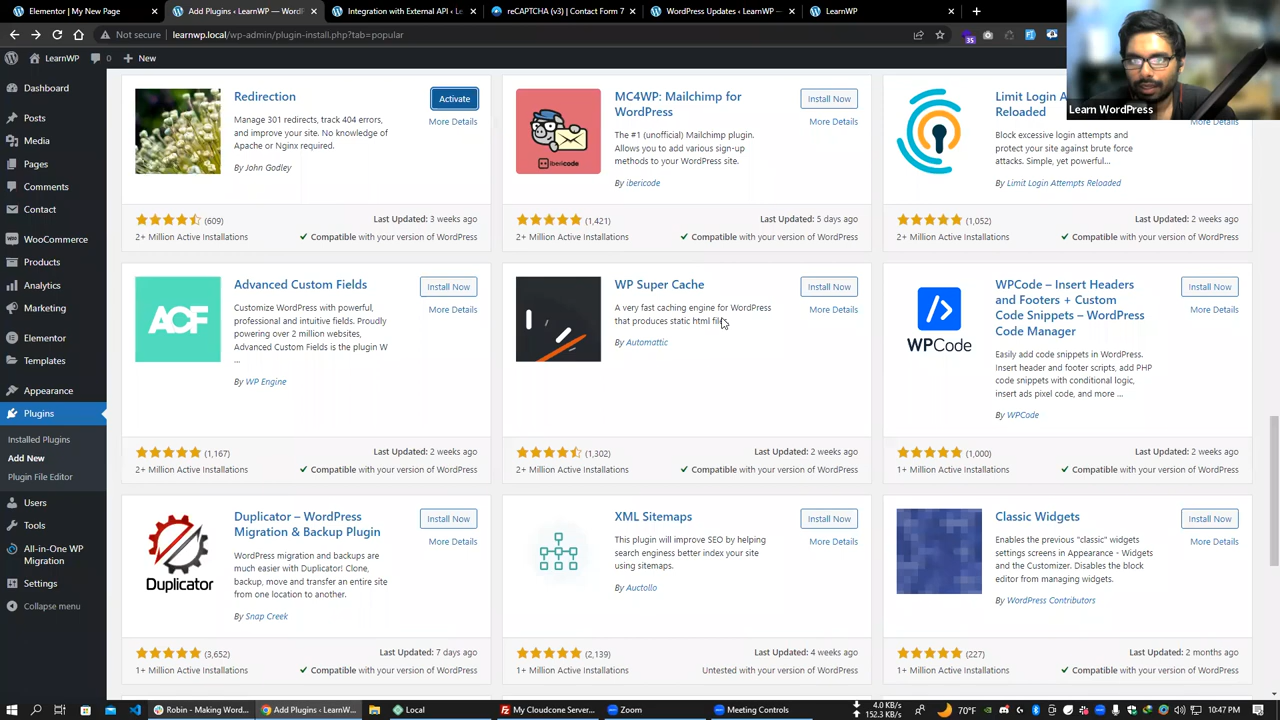 Elementor ‹ My
Add Plugins ‹ LearnWP — WordP
Integration with External API ‹ Le
reCAPTCHA (v3) | Contact Form 7
WordPress Updates ‹ LearnWP —
LearnWP
Not secure
learnwp.local/wp-admin/plugin-install.php?tab=popular
35
LearnWP
0
New
Learn WordPress
Dashboard
Posts
Media
Pages
Comments
Contact
WooCommerce
Products
Analytics
Marketing
Elementor
Templates
Appearance
Plugins
Installed Plugins
Add New
Plugin File Editor
Users
Tools
All-in-One WP
Migration
Settings
Collapse menu
Redirection
Activate
More Details
Manage 301 redirects, track 404 errors,
and improve your site. No knowledge of
Apache or Nginx required.
By John Godley
(609)
Last Updated: 3 weeks ago
2+ Million Active Installations
Compatible with your version of WordPress
ibericode
MC4WP: Mailchimp for
WordPress
Install Now
More Details
The #1 (unofficial) Mailchimp plugin.
Allows you to add various sign-up
methods to your WordPress site.
By ibericode
(1,421)
Last Updated: 5 days ago
2+ Million Active Installations
Compatible with your version of WordPress
Limit Login A
Reloaded
More Details
Block excessive login attempts and
protect your site against brute force
attacks. Simple, yet powerful...
By Limit Login Attempts Reloaded
(1,052)
Last Updated: 2 weeks ago
2+ Million Active Installations
Compatible with your version of WordPress
ACF
Advanced Custom Fields
Install Now
More Details
Customize WordPress with powerful,
professional and intuitive fields. Proudly
powering over 2 million websites,
Advanced Custom Fields is the plugin W
...
By WP Engine
(1,167)
Last Updated: 2 weeks ago
2+ Million Active Installations
Compatible with your version of WordPress
WP Super Cache
Install Now
More Details
A very fast caching engine for WordPress
that produces static html
By Automattic
(1,302)
Last Updated: 2 weeks ago
2+ Million Active Installations
Compatible with your version of WordPress
WPCode
WPCode – Insert Headers
and Footers + Custom
Code Snippets – WordPress
Code Manager
Install Now
More Details
Easily add code snippets in WordPress.
Insert header and footer scripts, add PHP
code snippets with conditional logic,
insert ads pixel code, and more ...
By WPCode
(1,000)
Last Updated: 2 weeks ago
1+ Million Active Installations
Compatible with your version of WordPress
Duplicator
Duplicator – WordPress
Migration & Backup Plugin
Install Now
More Details
WordPress migration and backups are
much easier with Duplicator! Clone,
backup, move and transfer an entire site
from one location to another.
By Snap Creek
(3,652)
Last Updated: 7 days ago
1+ Million Active Installations
Compatible with your version of WordPress
XML Sitemaps
Install Now
More Details
This plugin will improve SEO by helping
search engines better index your site
using sitemaps.
By Auctollo
(2,139)
Last Updated: 4 weeks ago
1+ Million Active Installations
Untested with your version of WordPress
Classic Widgets
Install Now
More Details
Enables the previous "classic" widgets
settings screens in Appearance - Widgets
and the Customizer. Disables the block
editor from managing widgets.
By WordPress Contributors
(227)
Last Updated: 2 months ago
1+ Million Active Installations
Compatible with your version of WordPress
Robin - Making Word...
Add Plugins ‹ LearnW...
Local
My Cloudcone Server...
Zoom
Meeting Controls
4.0 KB/s
152.3 KB/s
70°F
10:47 PM